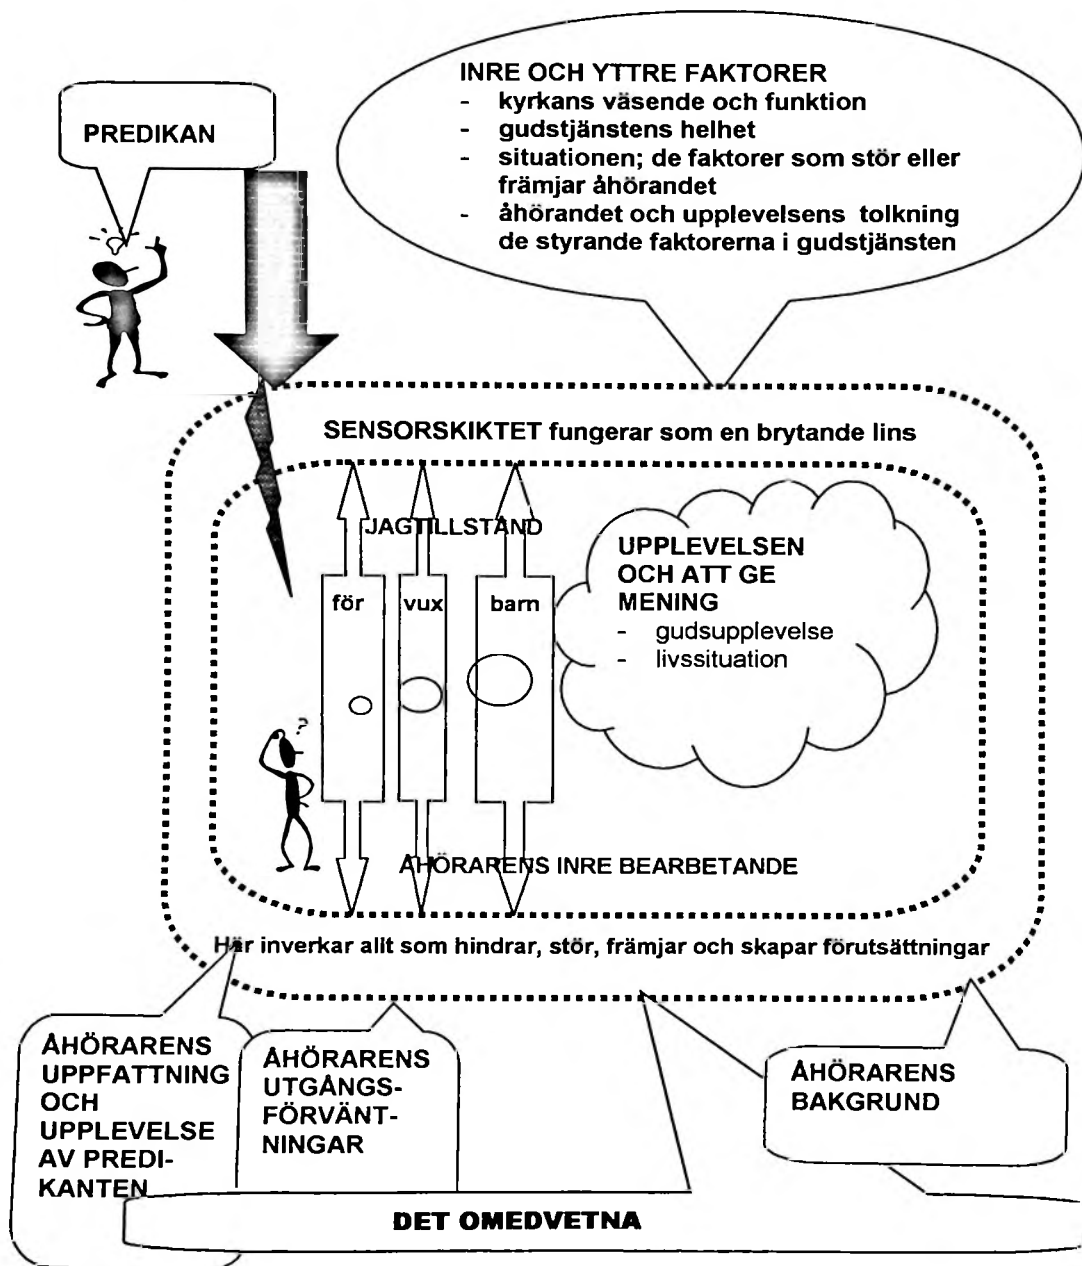 PREDIKAN
INRE OCH YTTRE FAKTORER
- kyrkans väsende och funktion
- gudstjänstens helhet
- situationen; de faktorer som stör eller
främjar åhörandet
- åhörandet och upplevelsens tolkning
de styrande faktorerna i gudstjänsten
SENSORSKIKTET fungerar som en brytande lins
JAGTILLSTÅND
för
vux
barn
UPPLEVELSEN
OCH ATT GE
MENING
- gudsupplevelse
- livssituation
?
ÅHÖRARENS INRE BEARBETANDE
Här inverkar allt som hindrar, stör, främjar och skapar förutsättningar
ÅHÖRARENS
UPPFATTNING
OCH
UPPLEVELSE
AV PREDI-
KANTEN
ÅHÖRARENS
UTGÅNGS-
FÖRVÄNT-
NINGAR
ÅHÖRARENS
BAKGRUND
DET OMEDVETNA